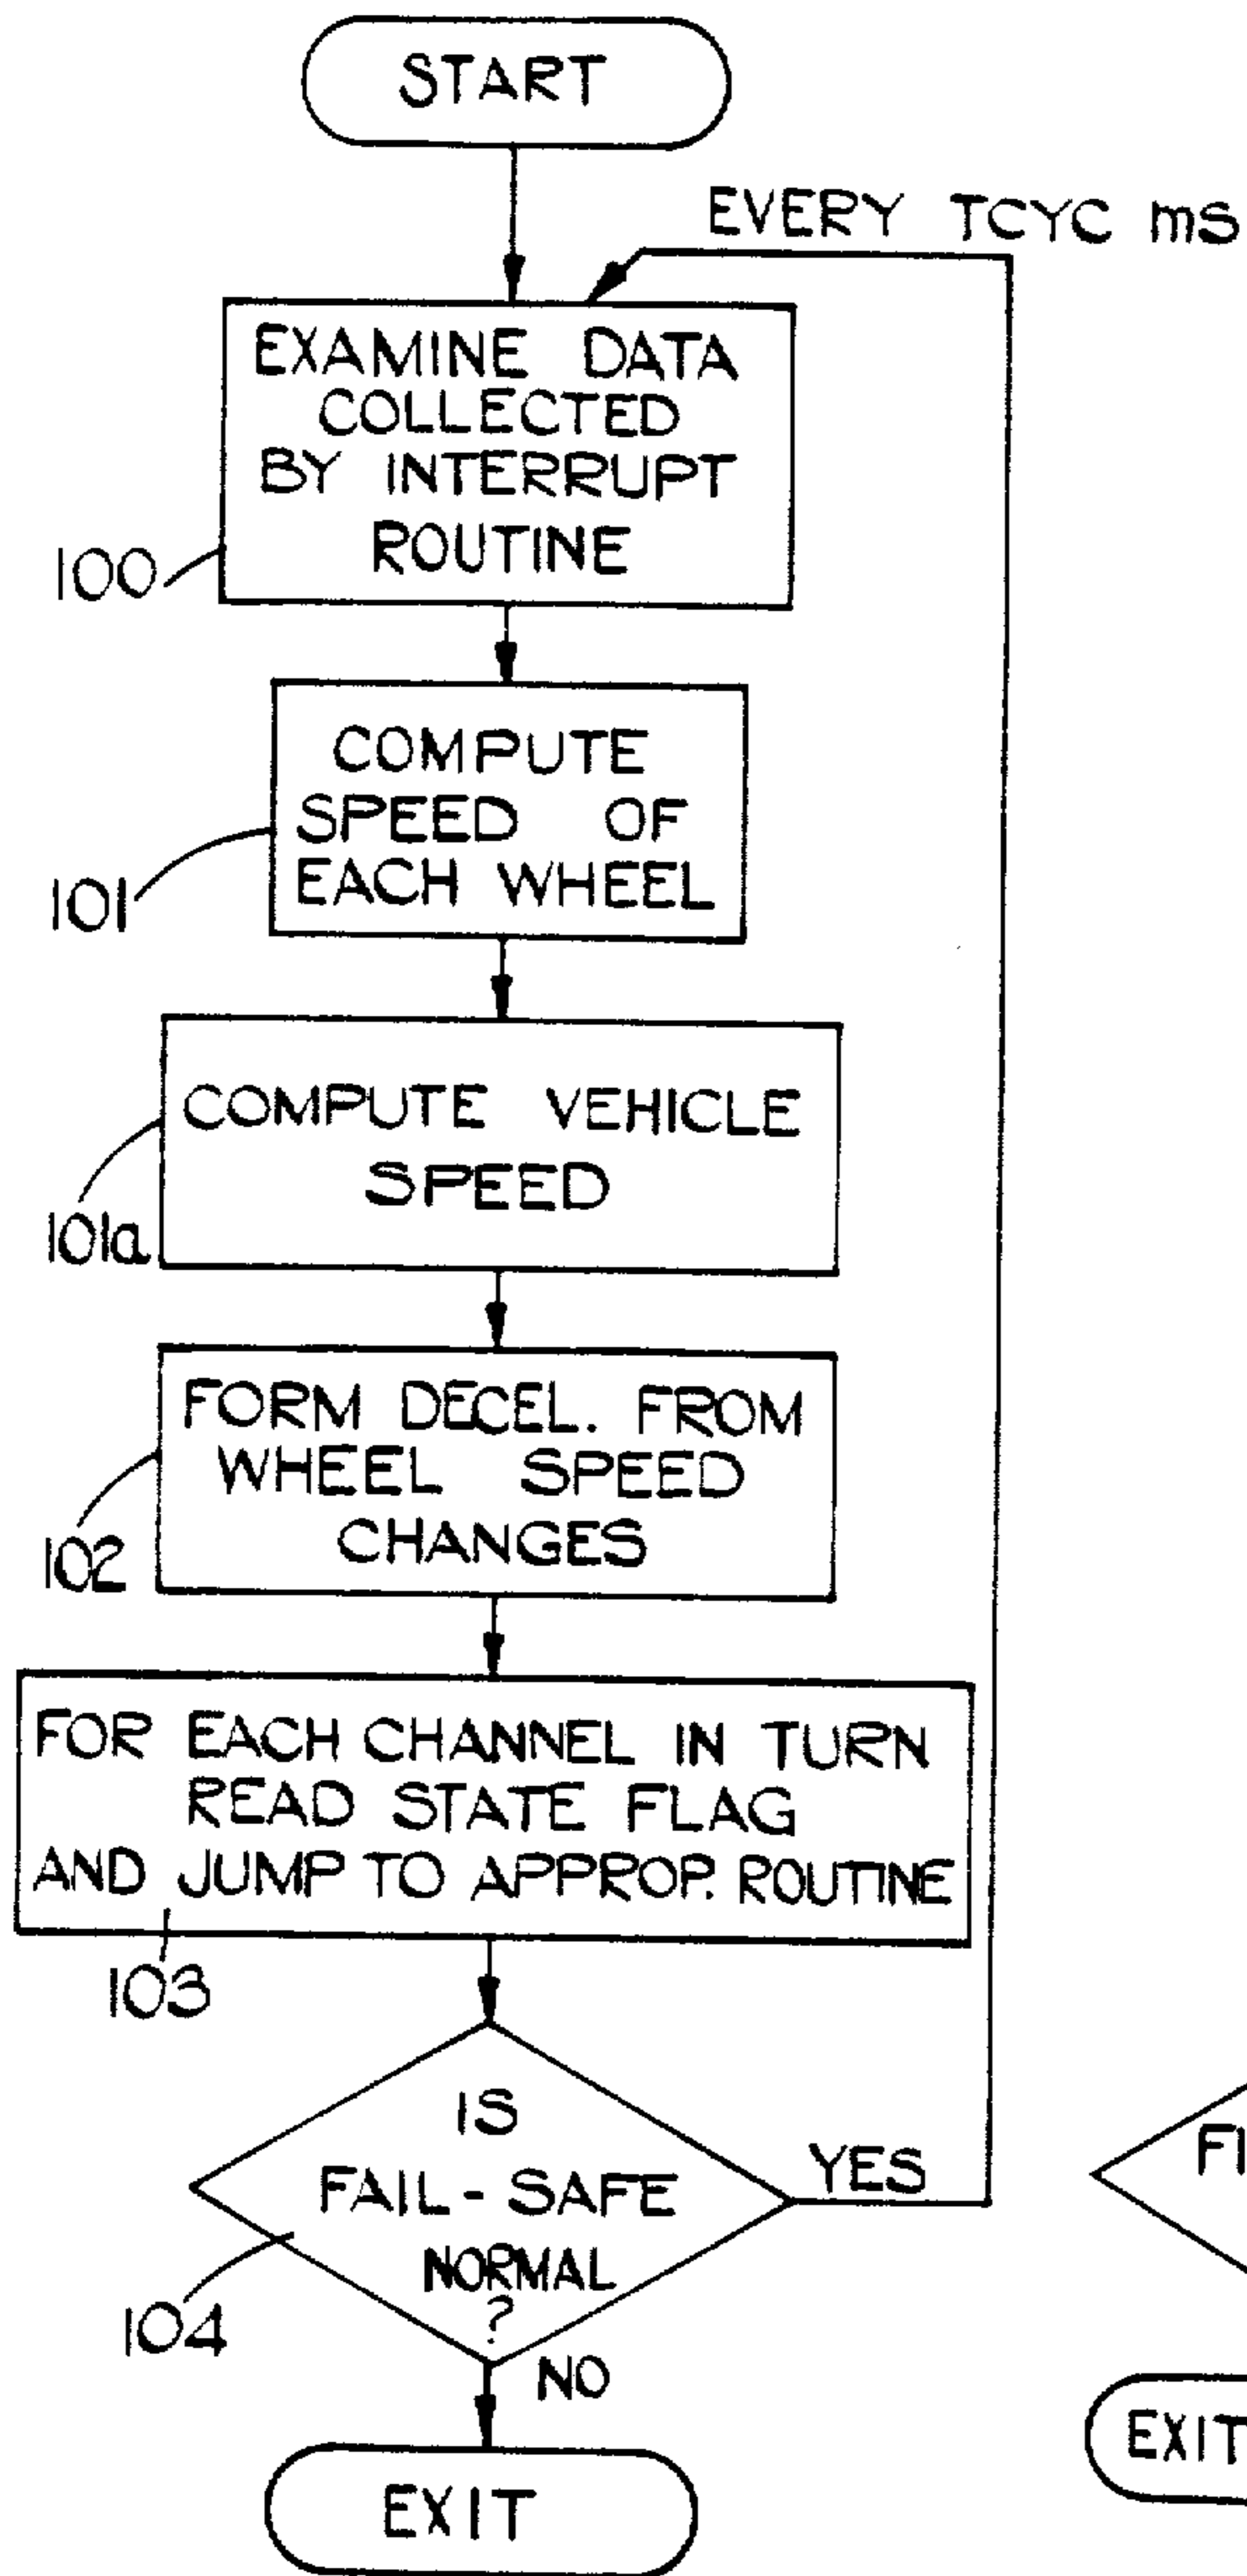 START
EVERY TCYC mS
EXAMINE DATA
COLLECTED
BY INTERRUPT
ROUTINE
100
COMPUTE
SPEED OF
EACH WHEEL
101
COMPUTE VEHICLE
SPEED
101a
FORM DECEL. FROM
WHEEL SPEED
CHANGES
102
FOR EACH CHANNEL IN TURN
READ STATE FLAG
AND JUMP TO APPROP. ROUTINE
103
IS
FAIL-SAFE
NORMAL
?
YES
104
NO
EXIT
EXIT